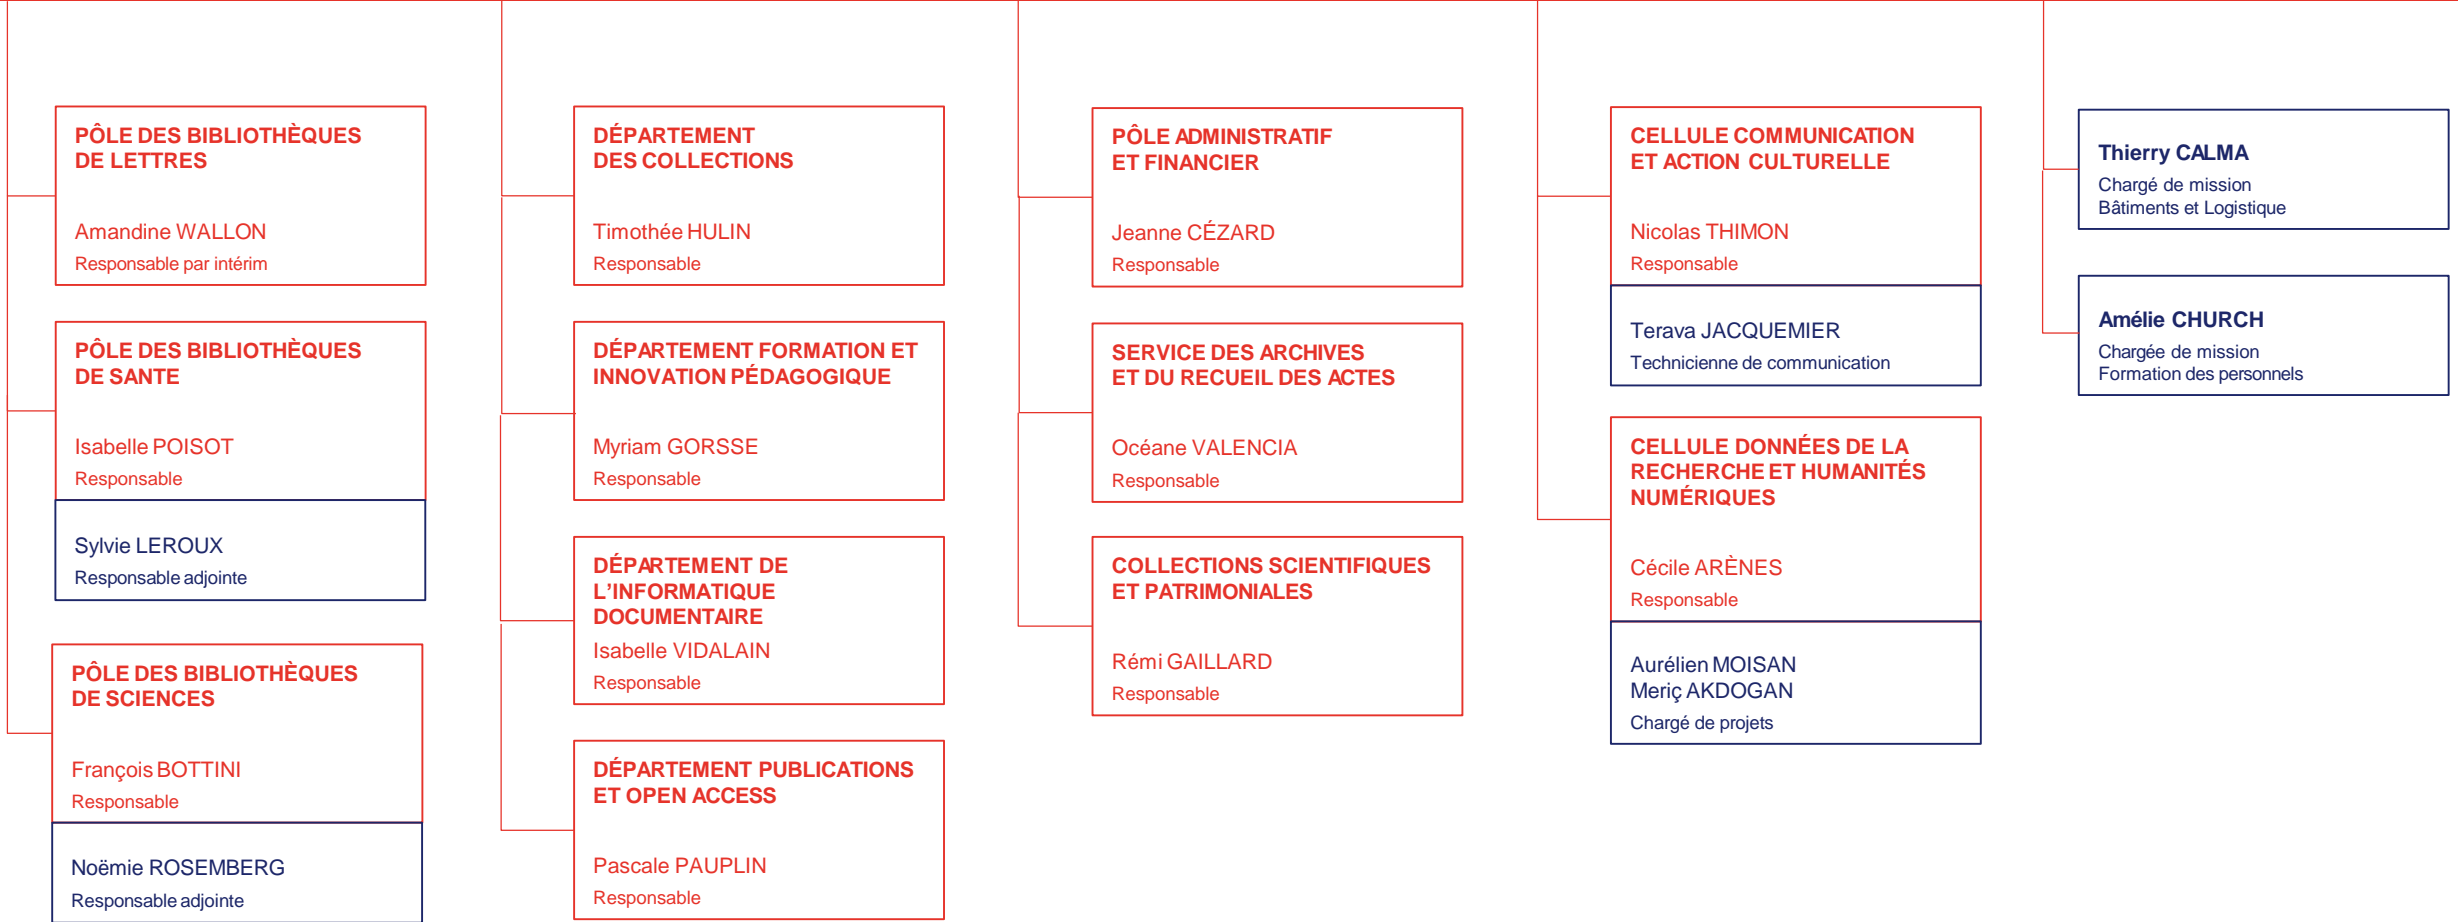 PÔLE DES BIBLIOTHÈQUES
DE LETTRES
Amandine WALLON
Responsable par intérim
PÔLE DES BIBLIOTHÈQUES
DE SANTE
Isabelle POISOT
Responsable
Sylvie LEROUX
Responsable adjointe
PÔLE DES BIBLIOTHÈQUES
DE SCIENCES
François BOTTINI
Responsable
Noëmie ROSEMBERG
Responsable adjointe
DÉPARTEMENT
DES COLLECTIONS
Timothée HULIN
Responsable
DÉPARTEMENT FORMATION ET
INNOVATION PÉDAGOGIQUE
Myriam GORSSE
Responsable
DÉPARTEMENT DE
L’INFORMATIQUE
DOCUMENTAIRE
Isabelle VIDALAIN
Responsable
DÉPARTEMENT PUBLICATIONS
ET OPEN ACCESS
Pascale PAUPLIN
Responsable
PÔLE ADMINISTRATIF
ET FINANCIER
Jeanne CÉZARD
Responsable
SERVICE DES ARCHIVES
ET DU RECUEIL DES ACTES
Océane VALENCIA
Responsable
COLLECTIONS SCIENTIFIQUES
ET PATRIMONIALES
Rémi GAILLARD
Responsable
CELLULE COMMUNICATION
ET ACTION CULTURELLE
Nicolas THIMON
Responsable
Terava JACQUEMIER
Technicienne de communication
CELLULE DONNÉES DE LA
RECHERCHE ET HUMANITÉS
NUMÉRIQUES
Cécile ARÈNES
Responsable
Aurélien MOISAN
Meriç AKDOGAN
Chargé de projets
Thierry CALMA
Chargé de mission
Bâtiments et Logistique
Amélie CHURCH
Chargée de mission
Formation des personnels